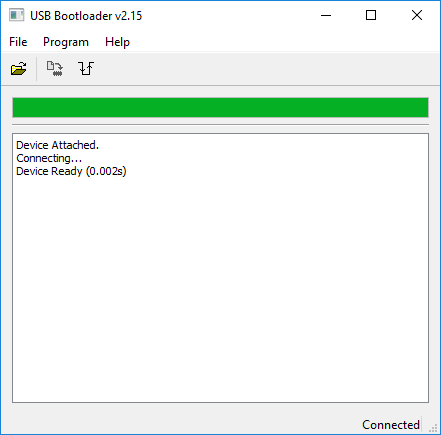 USB Bootloader v2.15
File Program Help
Device Attached.
Connecting...
Device Ready (0.002s)
Connected